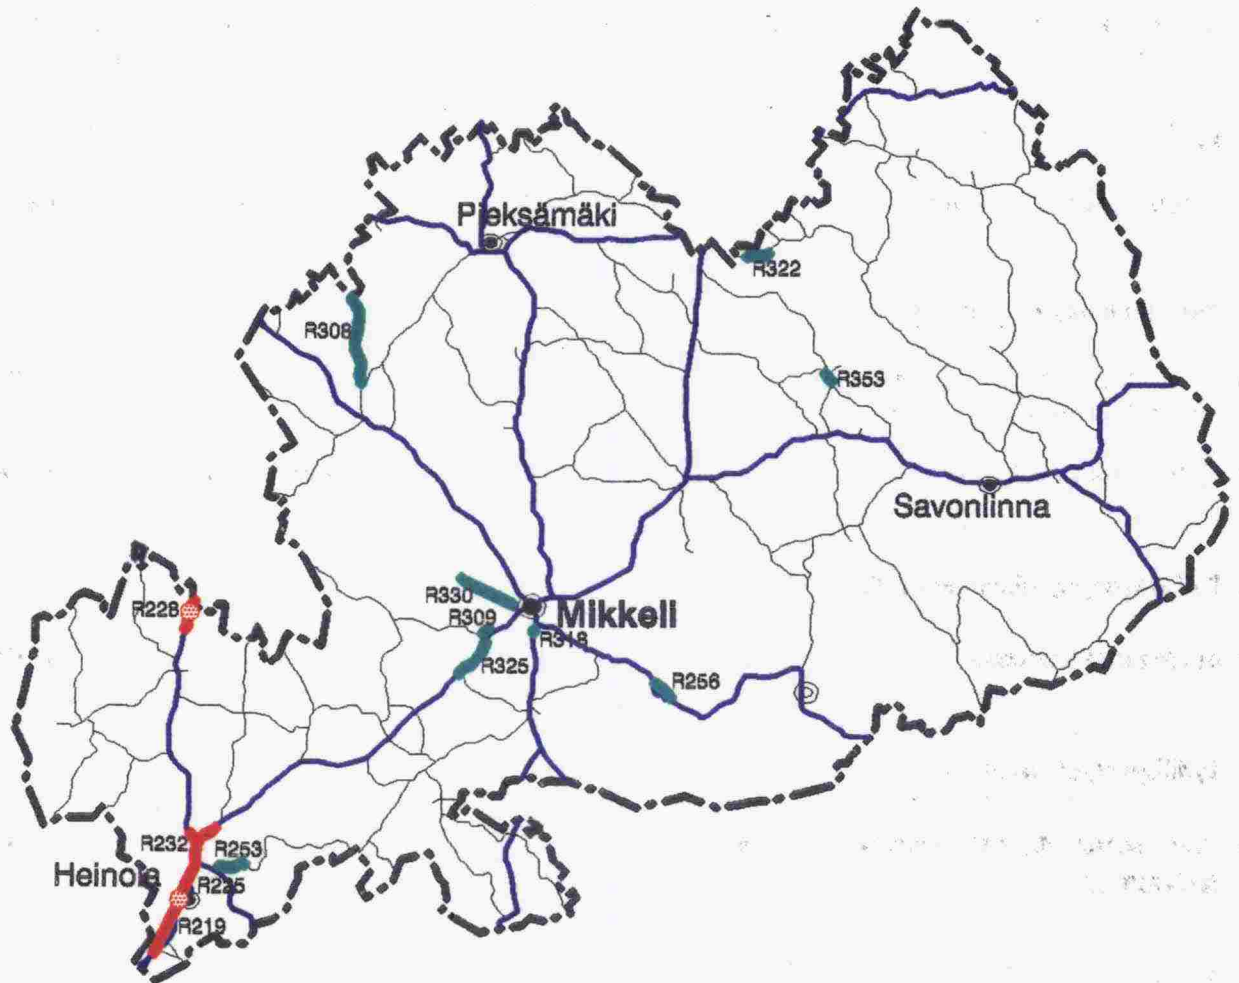 Pieksämäki
R322
R308
R353
Savonlinna
R330
R228
R309
Mikkeli
R318
R325
R256
R232
R253
Heinola
R225
R219